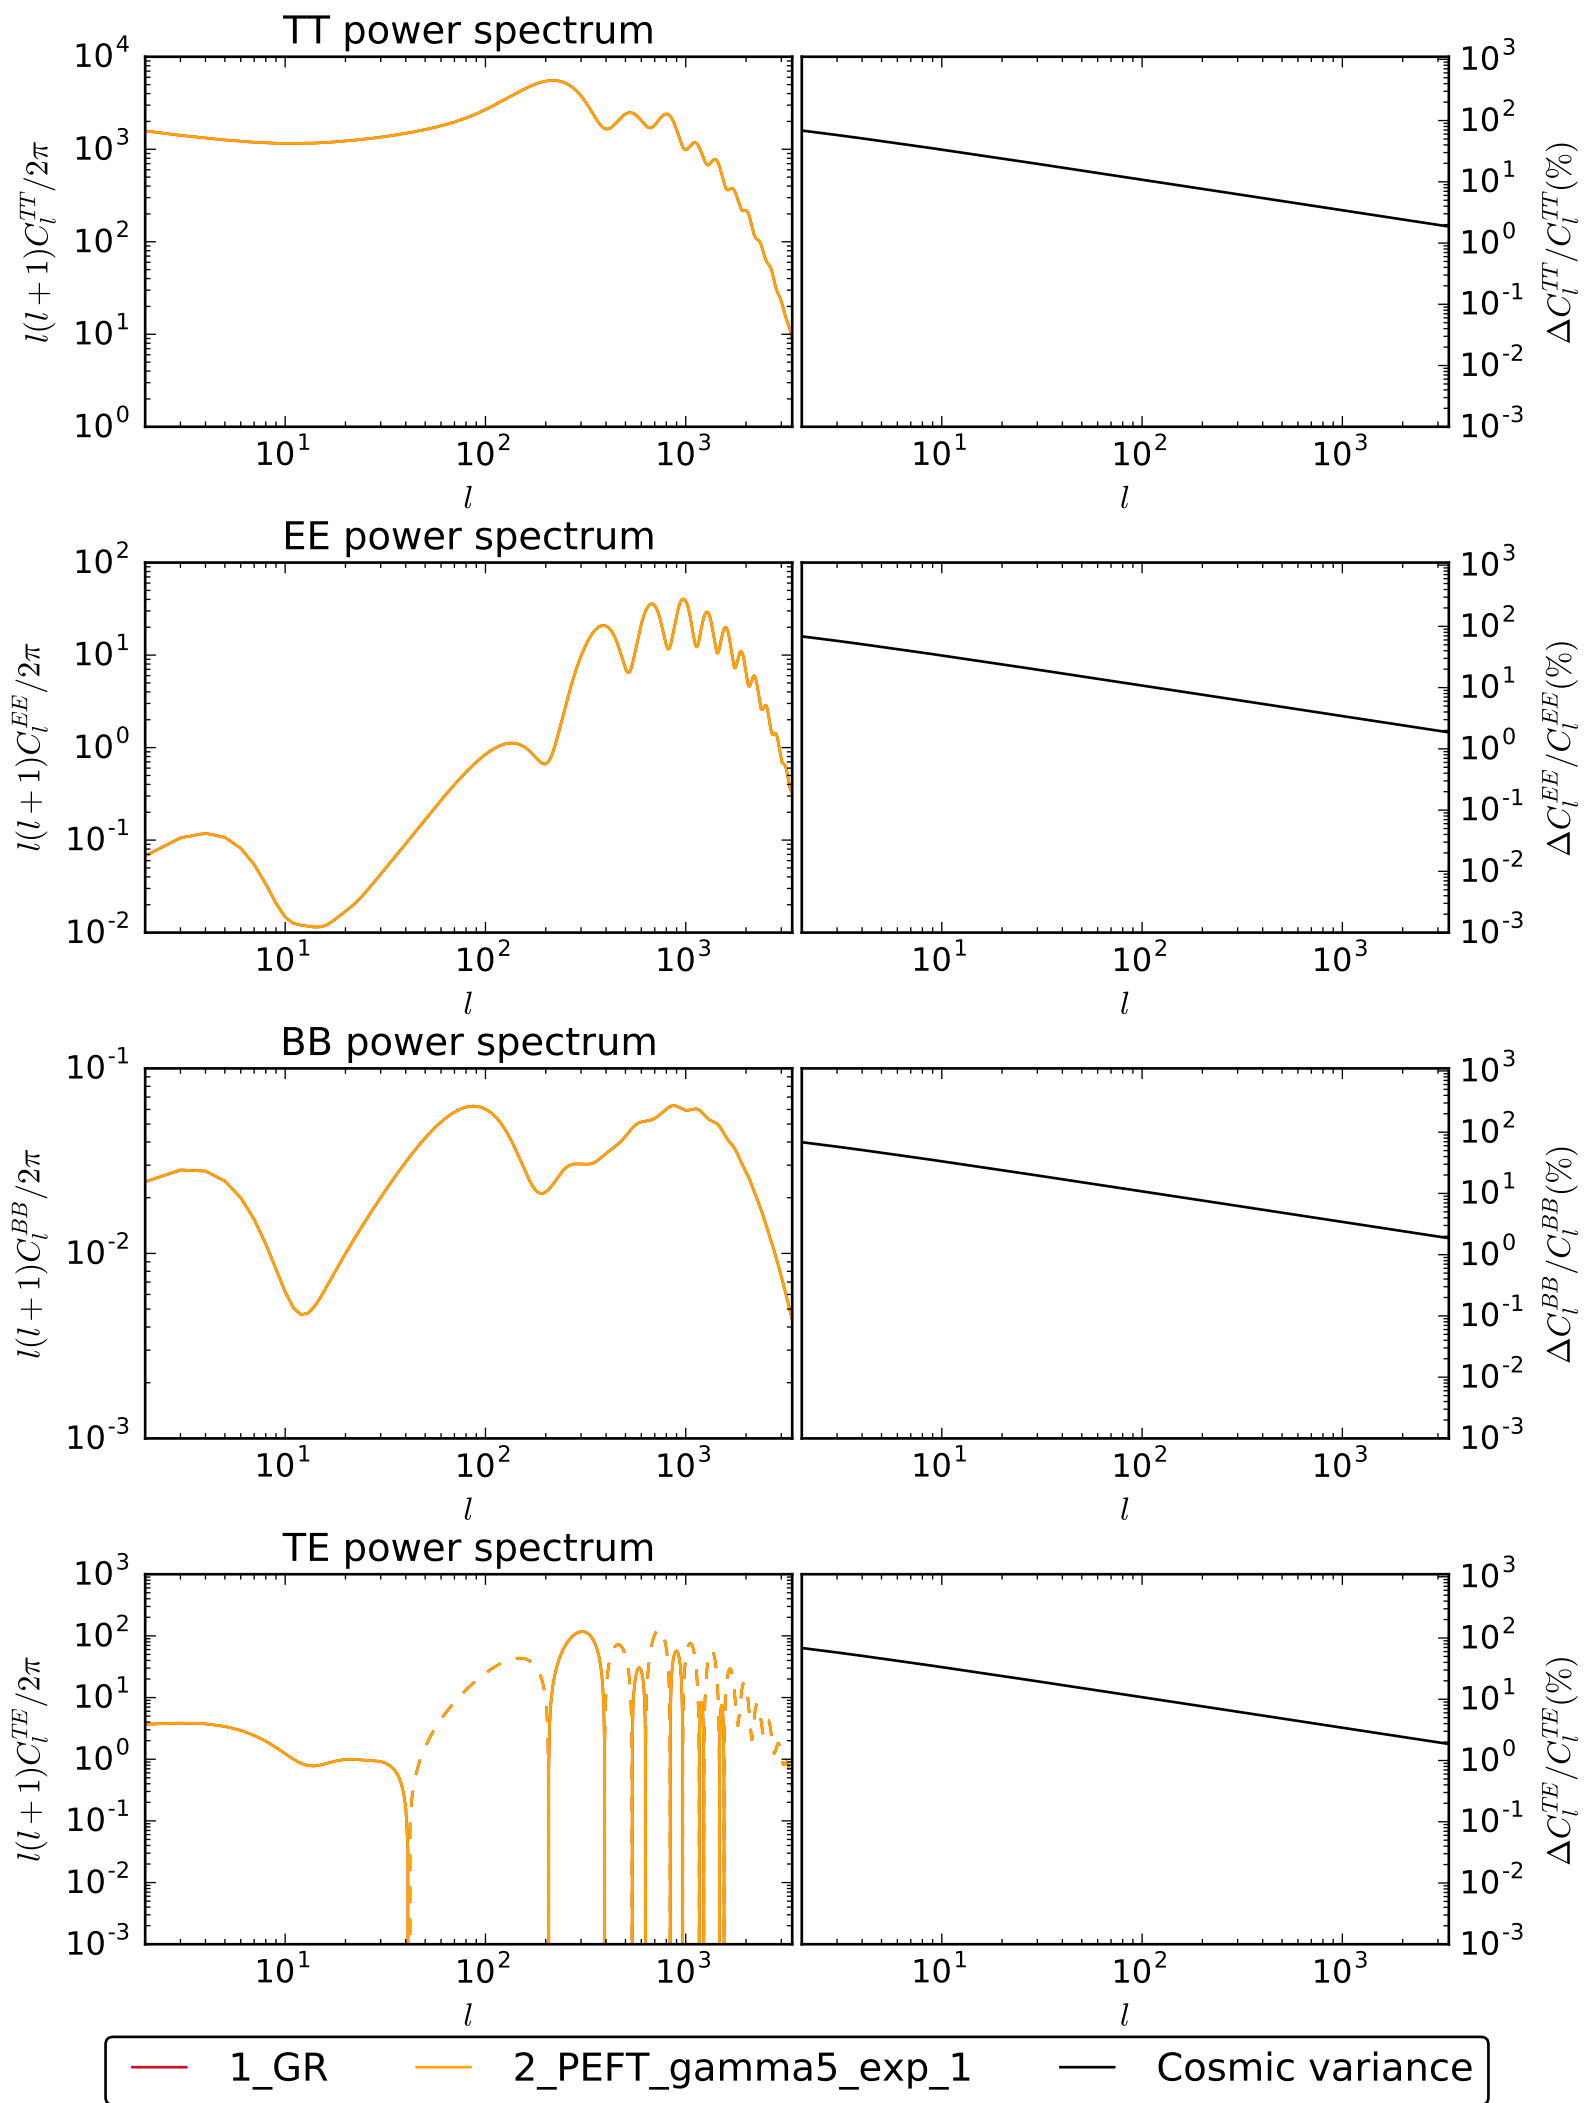 TT power spectrum
10^4
10^3
10^2
10^1
10^0
l(l+1)C_l^{TT}/2π
10^1 10^2 10^3
l
10^3
10^2
10^1
10^0
10^-1
10^-2
10^-3
ΔC_l^{TT}/C_l^{TT}(%)
10^1 10^2 10^3
l
EE power spectrum
10^2
10^1
10^0
10^-1
10^-2
l(l+1)C_l^{EE}/2π
10^1 10^2 10^3
l
10^3
10^2
10^1
10^0
10^-1
10^-2
10^-3
ΔC_l^{EE}/C_l^{EE}(%)
10^1 10^2 10^3
l
BB power spectrum
10^-1
10^-2
10^-3
l(l+1)C_l^{BB}/2π
10^1 10^2 10^3
l
10^3
10^2
10^1
10^0
10^-1
10^-2
10^-3
ΔC_l^{BB}/C_l^{BB}(%)
10^1 10^2 10^3
l
TE power spectrum
10^3
10^2
10^1
10^0
10^-1
10^-2
10^-3
l(l+1)C_l^{TE}/2π
10^1 10^2 10^3
l
10^3
10^2
10^1
10^0
10^-1
10^-2
10^-3
ΔC_l^{TE}/C_l^{TE}(%)
10^1 10^2 10^3
l
1_GR 2_PEFT_gamma5_exp_1 Cosmic variance